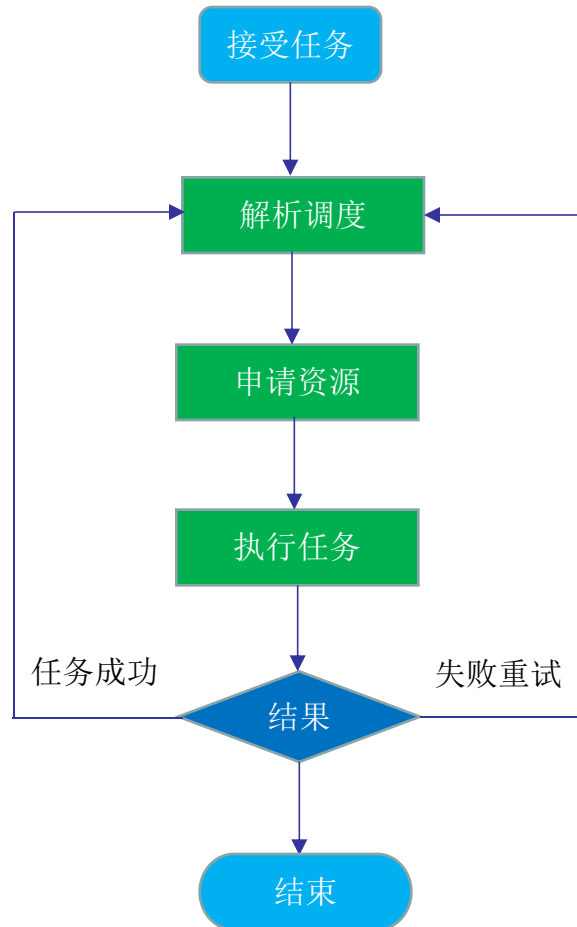 接受任务
解析调度
申请资源
执行任务
任务成功
失败重试
结果
结束